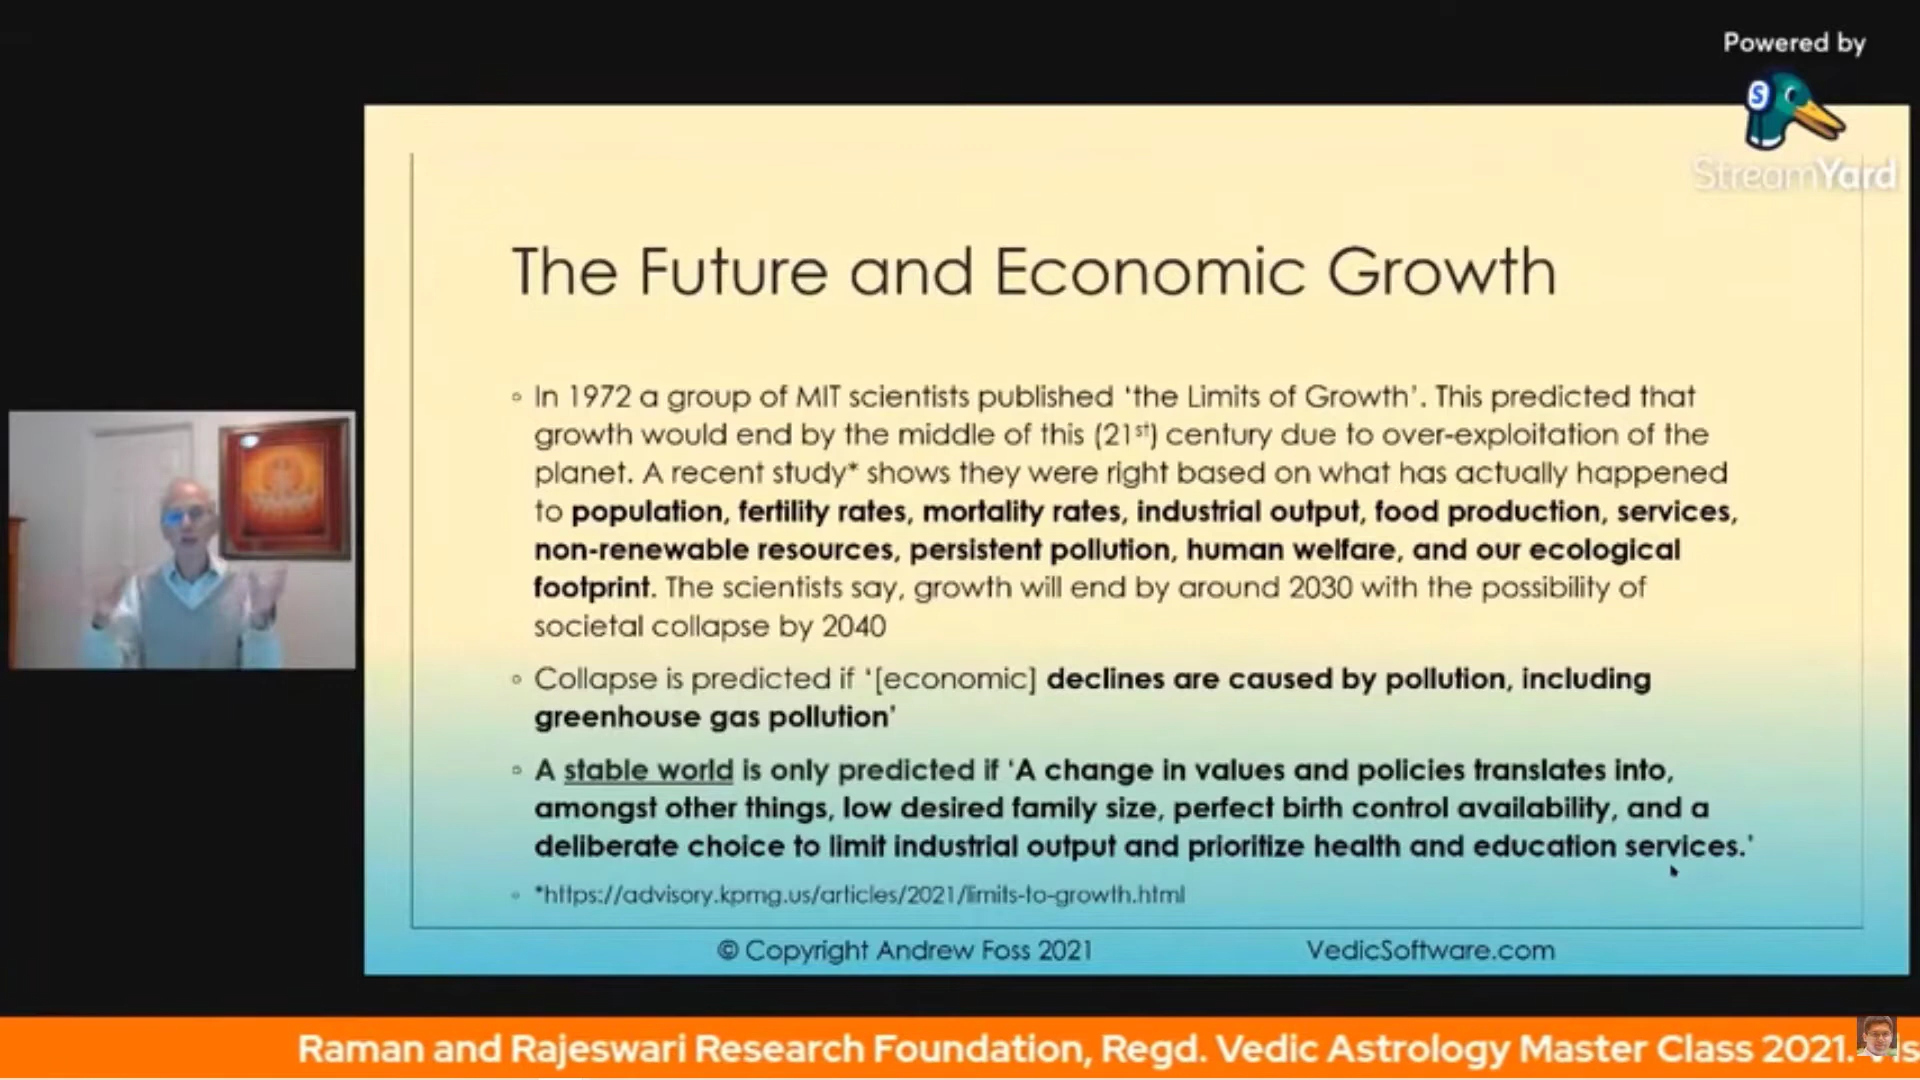 Powered by
S
StreamYard
The Future and Economic Growth
◦ In 1972 a group of MIT scientists published ‘the Limits of Growth’. This predicted that
growth would end by the middle of this (21st) century due to over-exploitation of the
planet. A recent study* shows they were right based on what has actually happened
to population, fertility rates, mortality rates, industrial output, food production, services,
non-renewable resources, persistent pollution, human welfare, and our ecological
footprint. The scientists say, growth will end by around 2030 with the possibility of
societal collapse by 2040
◦ Collapse is predicted if ‘[economic] declines are caused by pollution, including
greenhouse gas pollution’
◦ A stable world is only predicted if ‘A change in values and policies translates into,
amongst other things, low desired family size, perfect birth control availability, and a
deliberate choice to limit industrial output and prioritize health and education services.’
◦ *https://advisory.kpmg.us/articles/2021/limits-to-growth.html
© Copyright Andrew Foss 2021 VedicSoftware.com
Raman and Rajeswari Research Foundation, Regd. Vedic Astrology Master Class 2021.